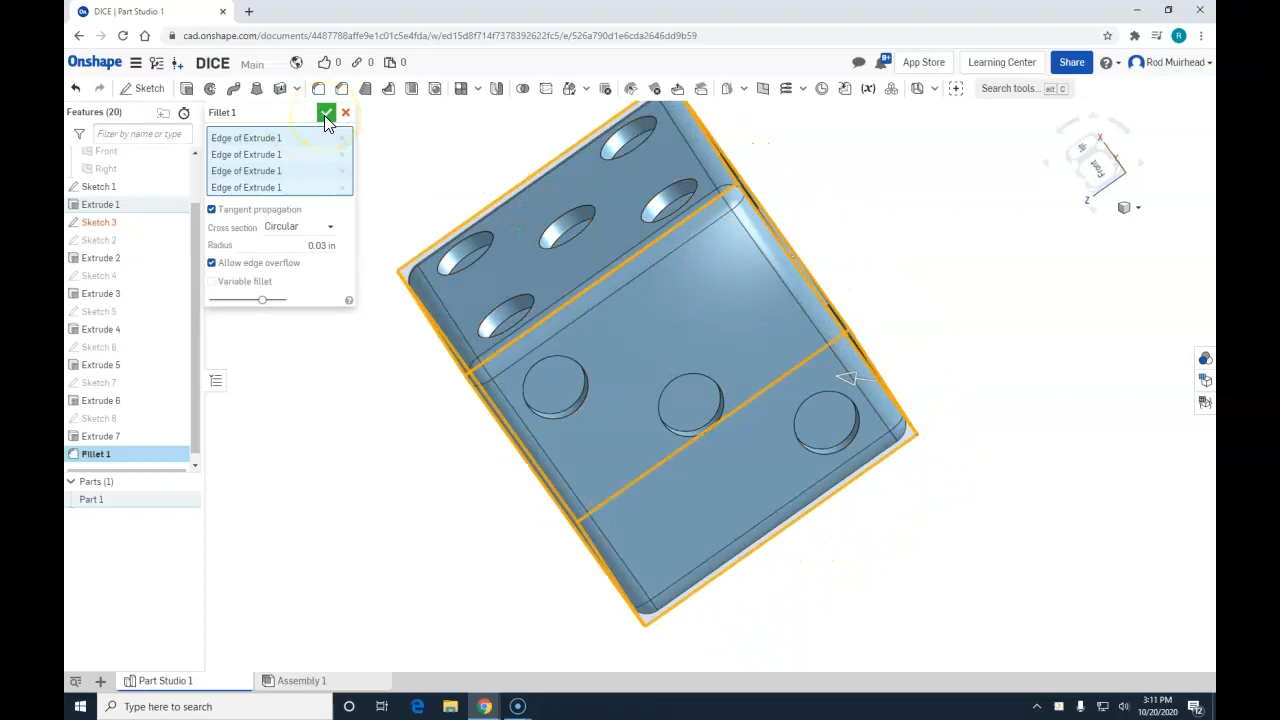 DICE | Part Studio 1
cad.onshape.com/documents/4487788affe9e1c01c5e4fda/w/ed15d8f714f7378392622fc5/e/526a790d1e6cda2646dd9b59
R
Onshape DICE Main 0 0 0 9+ App Store Learning Center Share Rod Muirhead
Sketch Search tools... alt C
Features (20)
Filter by name or type
Front
Right
Sketch 1
Extrude 1
Sketch 3
Sketch 2
Extrude 2
Sketch 4
Extrude 3
Sketch 5
Extrude 4
Sketch 6
Extrude 5
Sketch 7
Extrude 6
Sketch 8
Extrude 7
Fillet 1
Parts (1)
Part 1
Fillet 1
Edge of Extrude 1
Edge of Extrude 1
Edge of Extrude 1
Edge of Extrude 1
Tangent propagation
Cross section Circular
Radius 0.03 in
Allow edge overflow
Variable fillet
X
Front
Z
Part Studio 1 Assembly 1
Type here to search
3:11 PM
10/20/2020